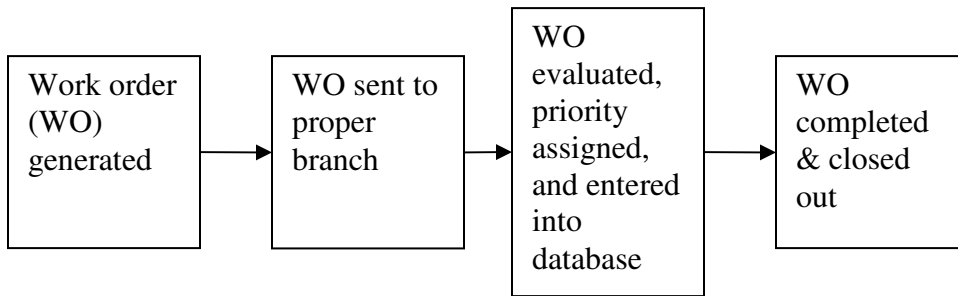 Work order
(WO)
generated
WO sent to
proper
branch
WO
evaluated,
priority
assigned,
and entered
into
database
WO
completed
& closed
out